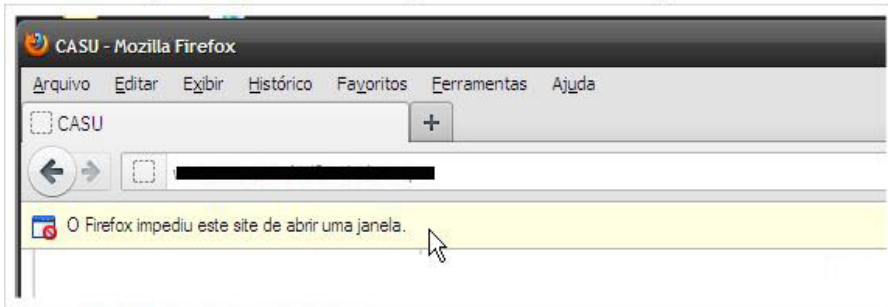 CASU - Mozilla Firefox
Arquivo Editar Exibir Histórico Favoritos Ferramentas Ajuda
CASU
O Firefox impediu este site de abrir uma janela.